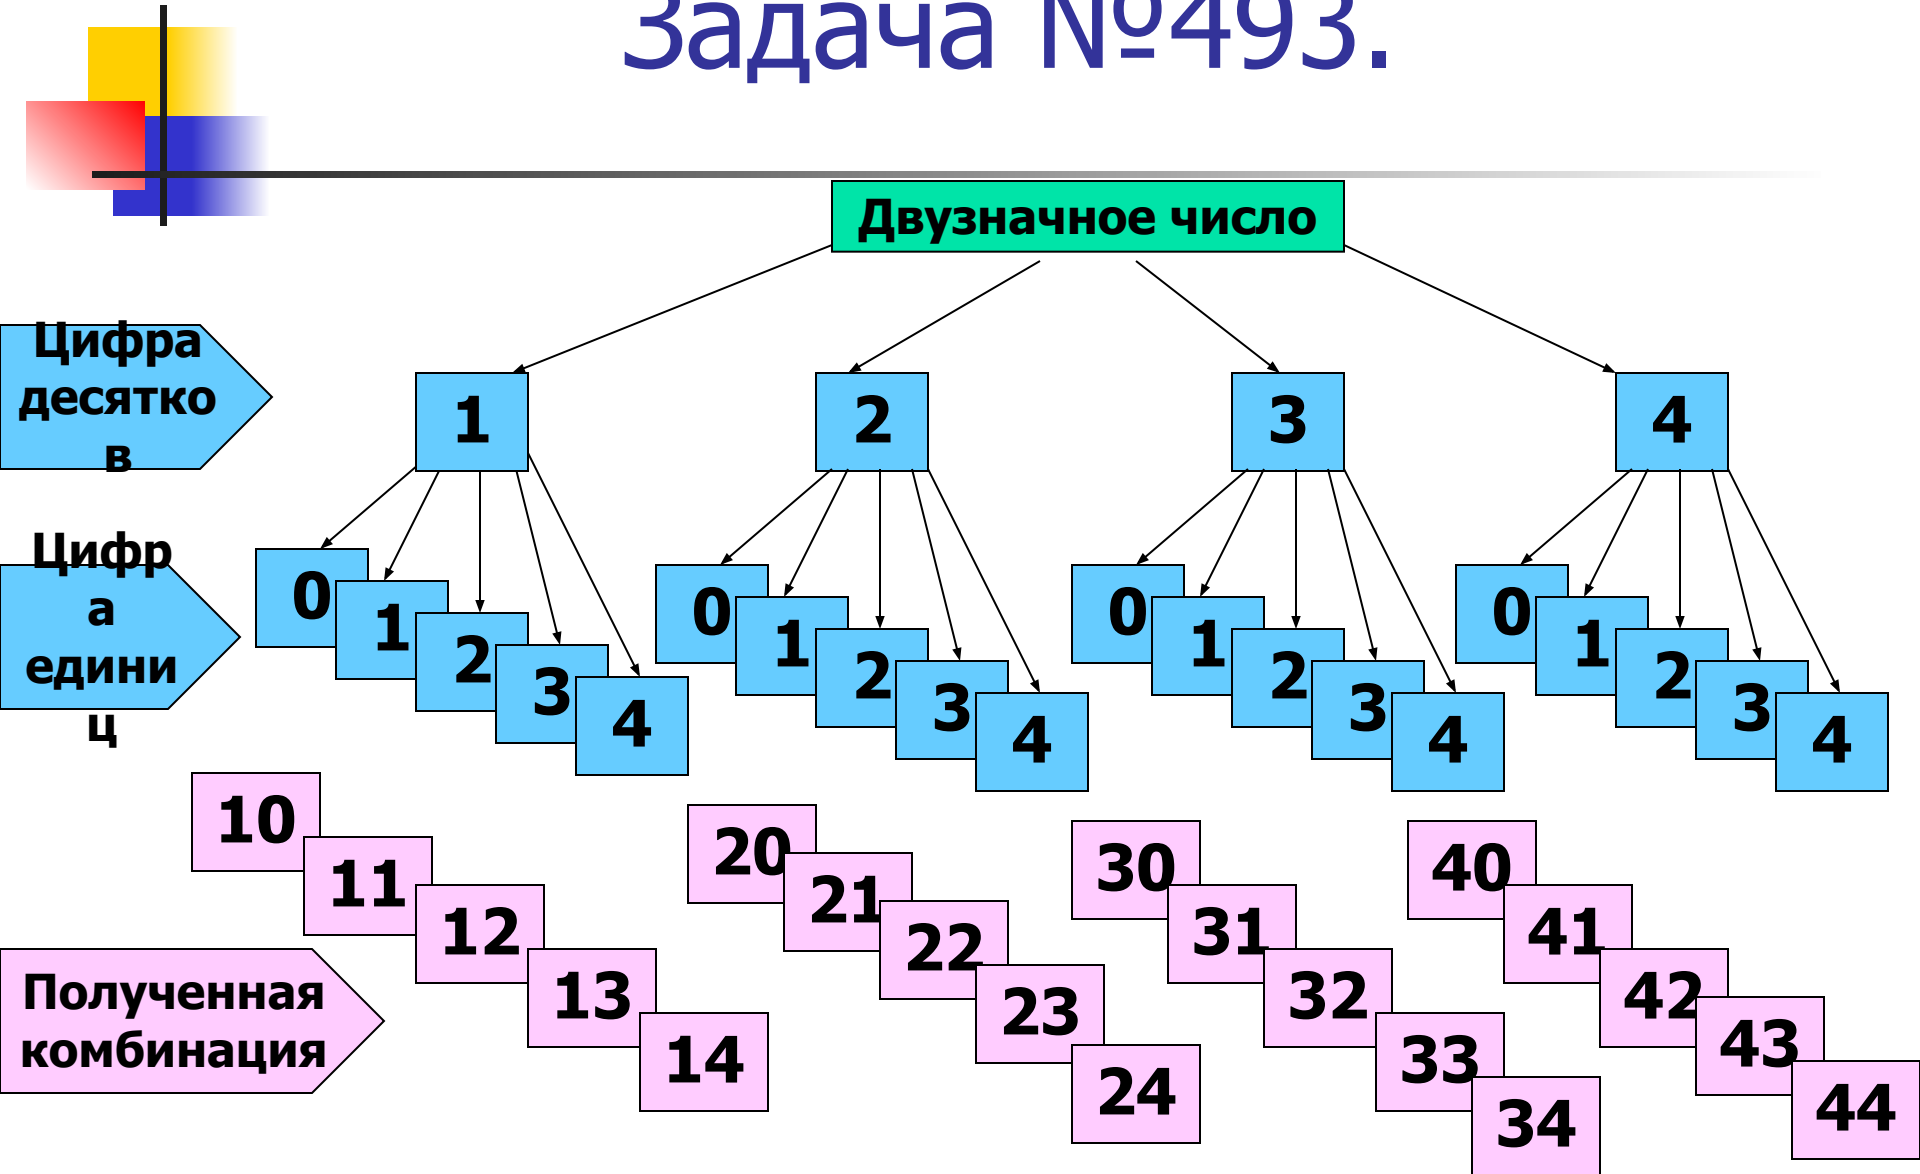 Задача №493.
Двузначное число
Цифра
десятко
в
1 2 3 4
Цифр
а
едини
ц
0 1 2 3 4
0 1 2 3 4
0 1 2 3 4
0 1 2 3 4
10 11 12 13 14
20 21 22 23 24
30 31 32 33 34
40 41 42 43 44
Полученная
комбинация